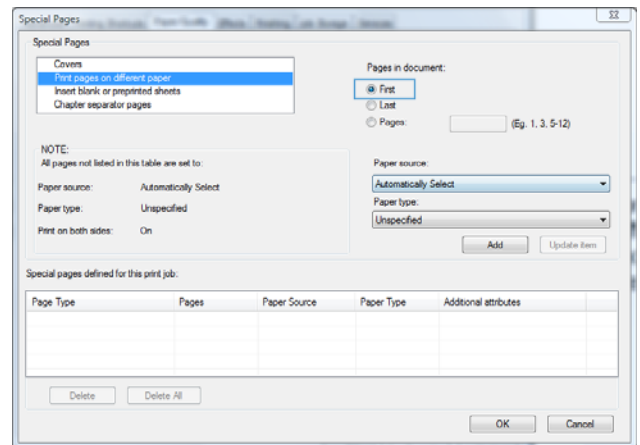 Special Pages
Paper/Quality
Special Pages
Covers
Print pages on different paper
Insert blank or preprinted sheets
Chapter separator pages
Pages in document:
First
Last
Pages:
(Eg. 1, 3, 5-12)
NOTE:
All pages not listed in this table are set to:
Paper source: Automatically Select
Paper type: Unspecified
Print on both sides: On
Paper source:
Automatically Select
Paper type:
Unspecified
Add Update item
Special pages defined for this print job:
Page Type Pages Paper Source Paper Type Additional attributes
Delete Delete All
OK Cancel